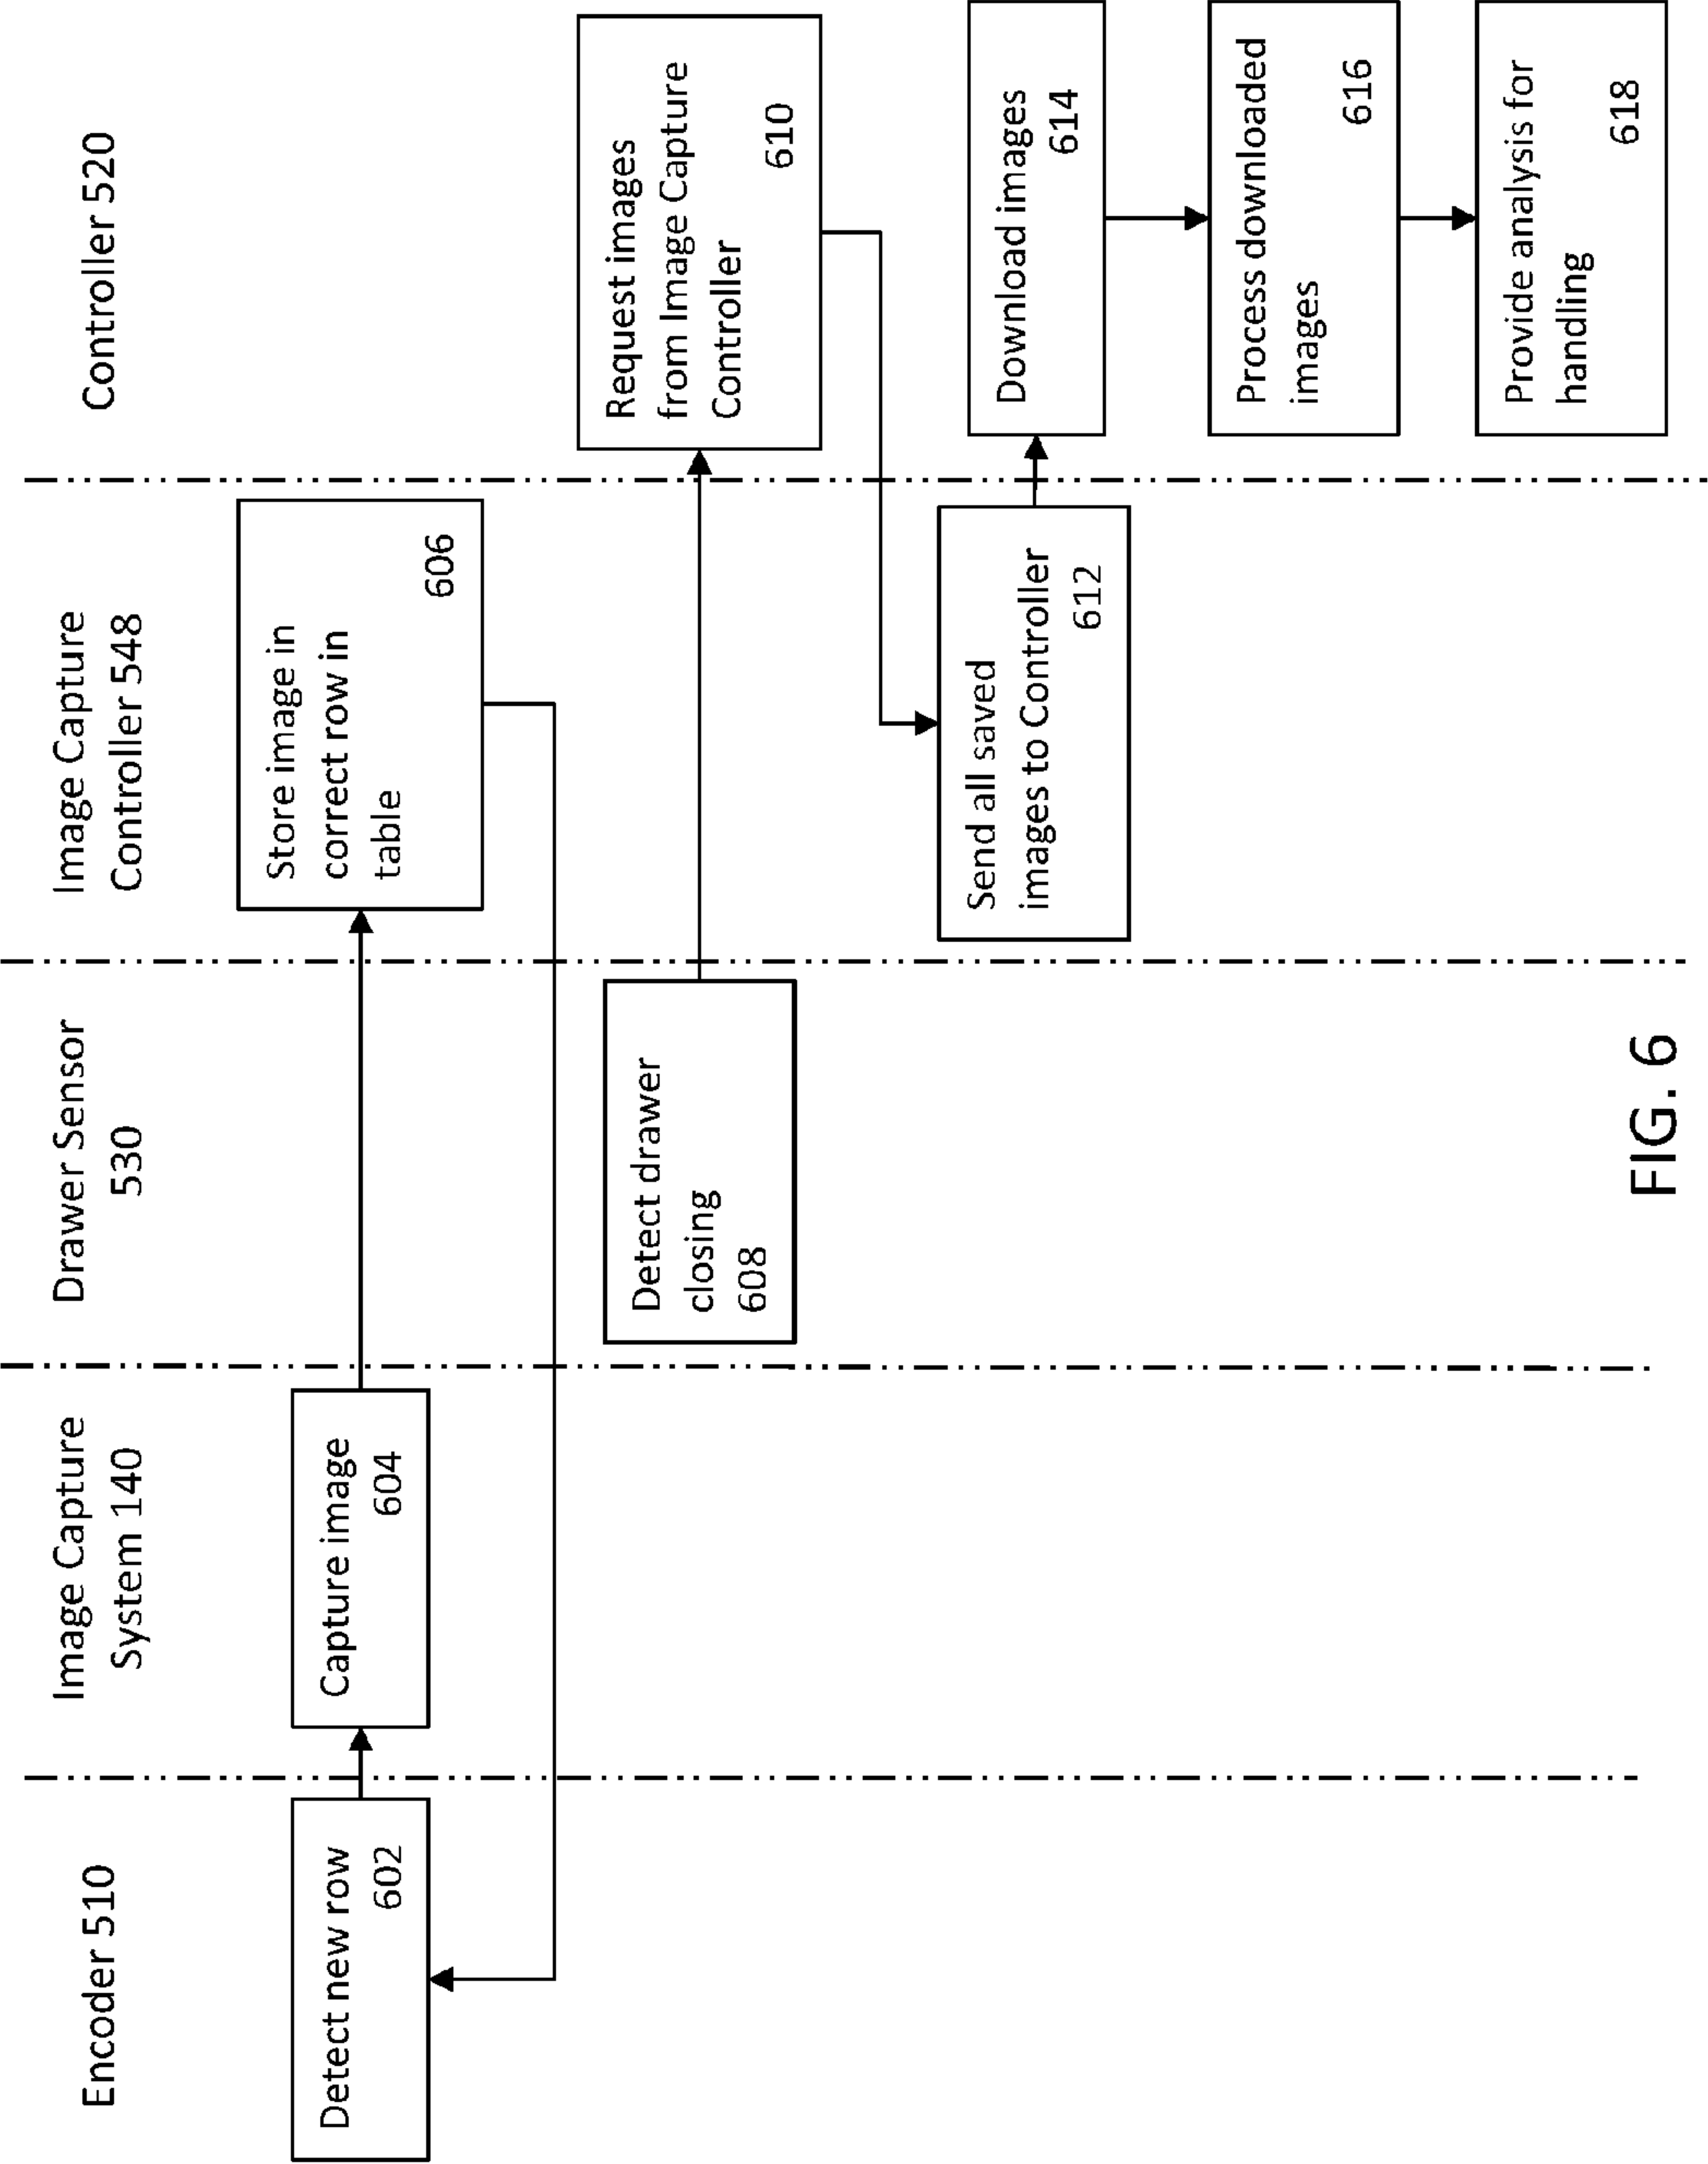 Encoder 510
Image Capture
System 140
Drawer Sensor
530
Image Capture
Controller 548
Controller 520
Detect new row
602
Capture image
604
Store image in
correct row in
table
606
Detect drawer
closing
608
Request images
from Image Capture
Controller
610
Send all saved
images to Controller
612
Download images
614
Process downloaded
images
616
Provide analysis for
handling
618
FIG. 6